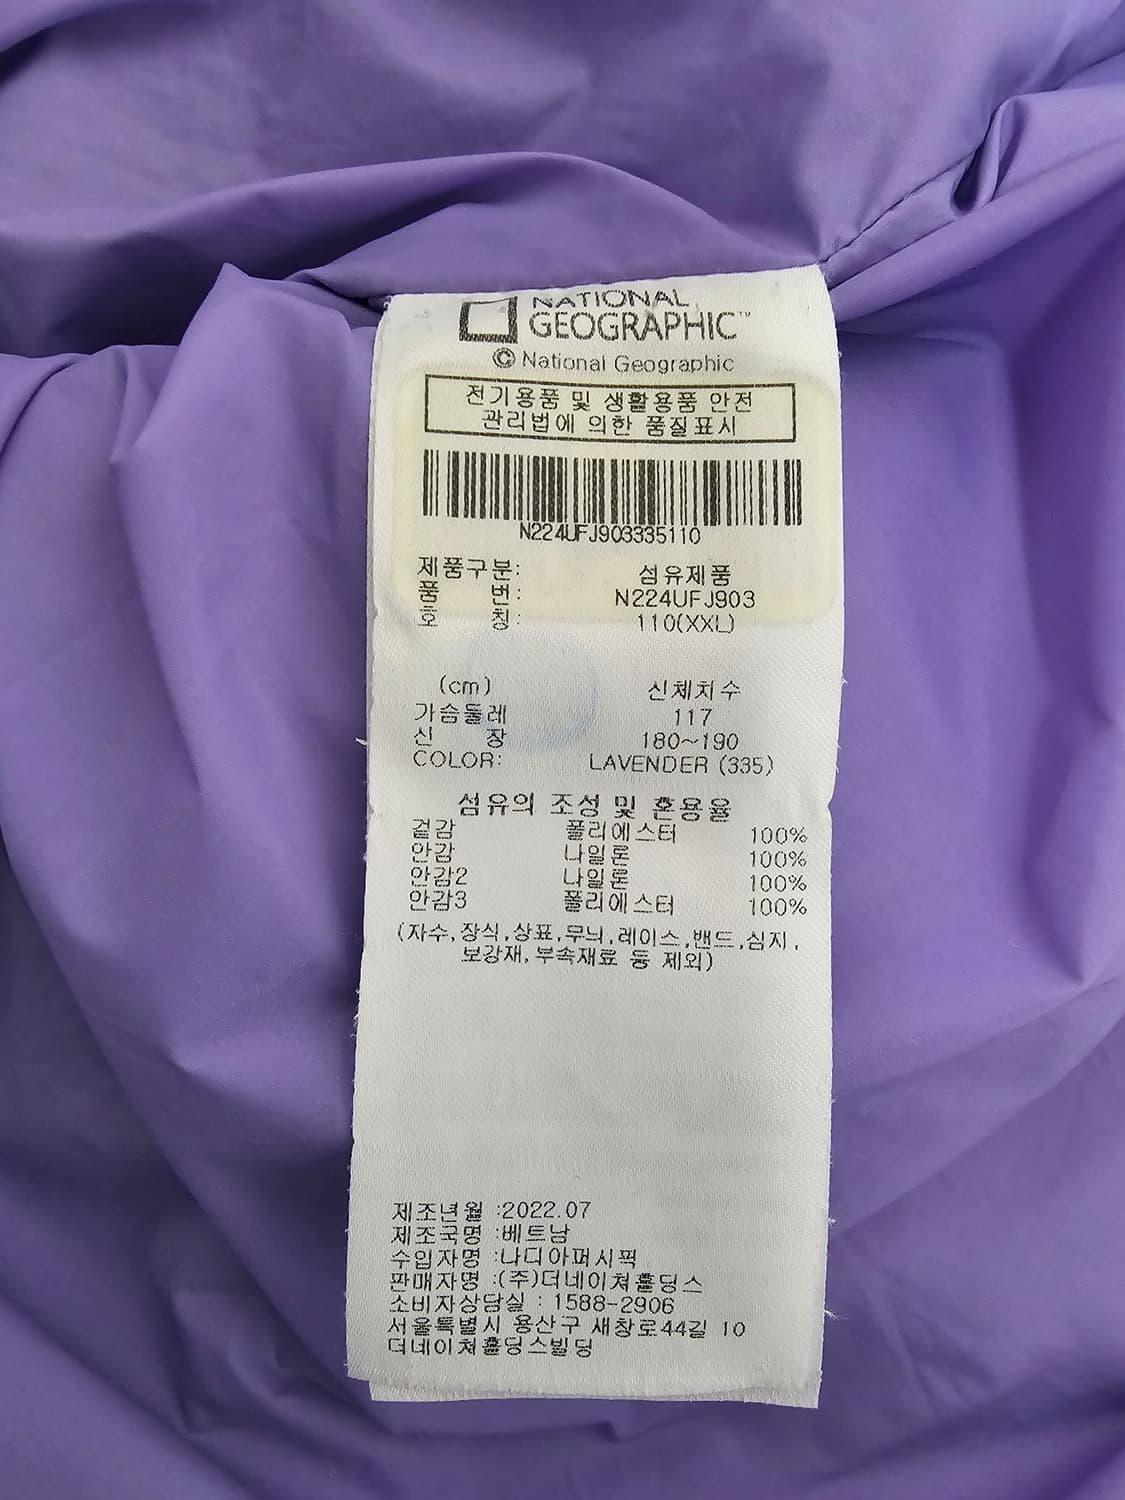 NATIONAL
GEOGRAPHIC™
© National Geographic
전기용품 및 생활용품 안전
관리법에 의한 품질표시
N224UFJ903335110
제품구분: 섬유제품
품 번: N224UFJ903
호 칭: 110(XXL)
(cm) 신체치수
가슴둘레 117
신 장 180~190
COLOR: LAVENDER (335)
섬유의 조성 및 혼용율
겉감 폴리에스터 100%
안감 나일론 100%
안감2 나일론 100%
안감3 폴리에스터 100%
(자수,장식,상표,무늬,레이스,밴드,심지,
보강재,부속재료 등 제외)
제조년월 :2022.07
제조국명 :베트남
수입자명 :나디아퍼시픽
판매자명 :(주)더네이쳐홀딩스
소비자상담실 : 1588-2906
서울특별시 용산구 새창로44길 10
더네이쳐홀딩스빌딩